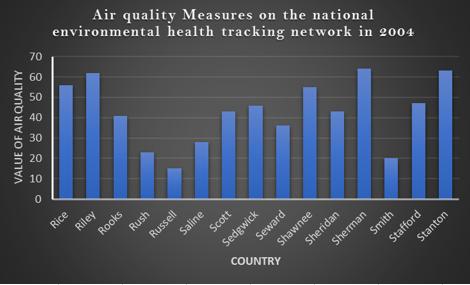 Air quality Measures on the national
environmental health tracking network in 2004
70
60
50
40
30
20
10
0
VALUE OF AIR QUALITY
Rice
Riley
Rooks
Rush
Russell
Saline
Scott
Sedgwick
Seward
Shawnee
Sheridan
Sherman
Smith
Stafford
Stanton
COUNTRY